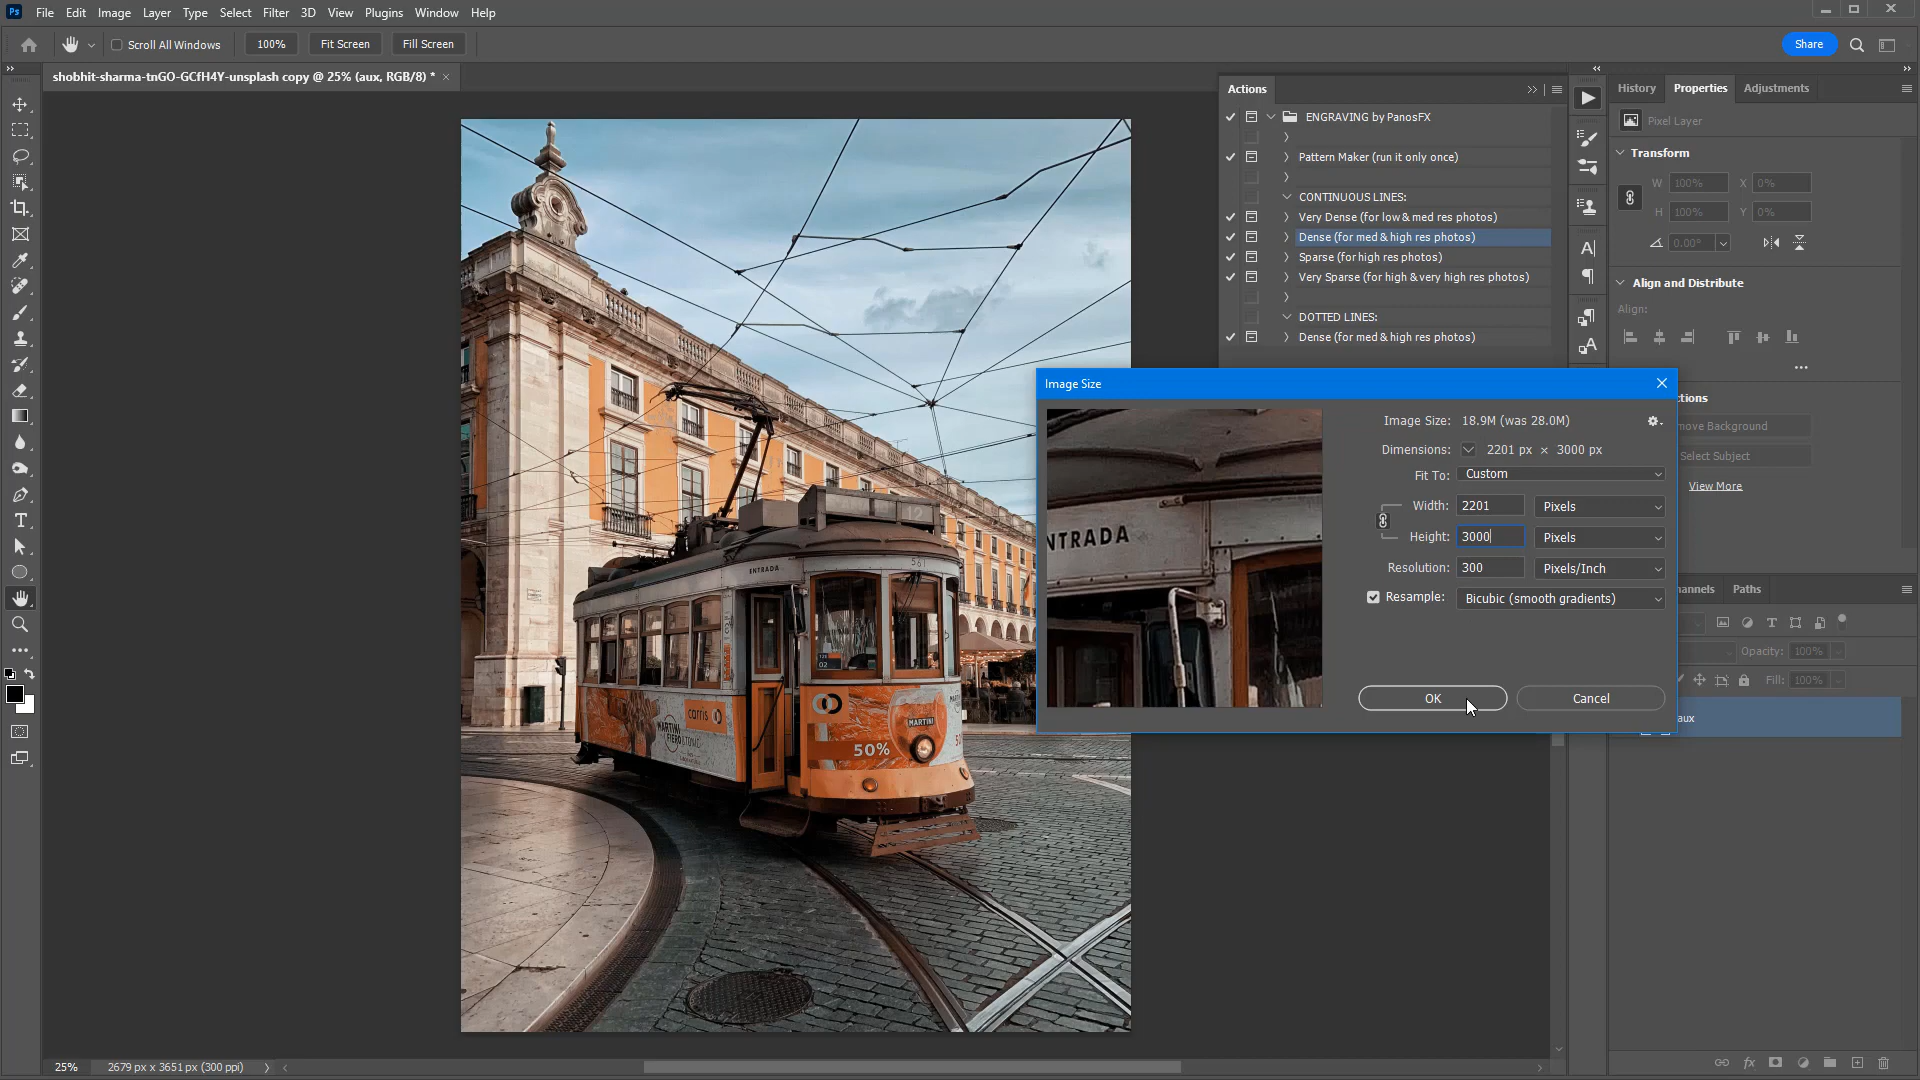 Ps File Edit Image Layer Type Select Filter 3D View Plugins Window Help
Scroll All Windows 100% Fit Screen Fill Screen Share
shobhit-sharma-tnGO-GCfH4Y-unsplash copy @ 25% (aux, RGB/8) *
Actions
ENGRAVING by PanosFX
Pattern Maker (run it only once)
CONTINUOUS LINES:
Very Dense (for low & med res photos)
Dense (for med & high res photos)
Sparse (for high res photos)
Very Sparse (for high & very high res photos)
DOTTED LINES:
Dense (for med & high res photos)
History Properties Adjustments
Pixel Layer
Transform
W 100% X 0%
H 100% Y 0%
0.00°
Align and Distribute
Align:
ctions
move Background
Select Subject
View More
Image Size
Image Size: 18.9M (was 28.0M)
Dimensions: 2201 px × 3000 px
Fit To: Custom
Width: 2201 Pixels
Height: 3000 Pixels
Resolution: 300 Pixels/Inch
Resample: Bicubic (smooth gradients)
OK Cancel
NTRADA
annels Paths
Opacity: 100%
Fill: 100%
aux
12
561
ENTRADA
02
carris
MARTINI
FIERO
MARTINI
50%
25% 2679 px x 3651 px (300 ppi)